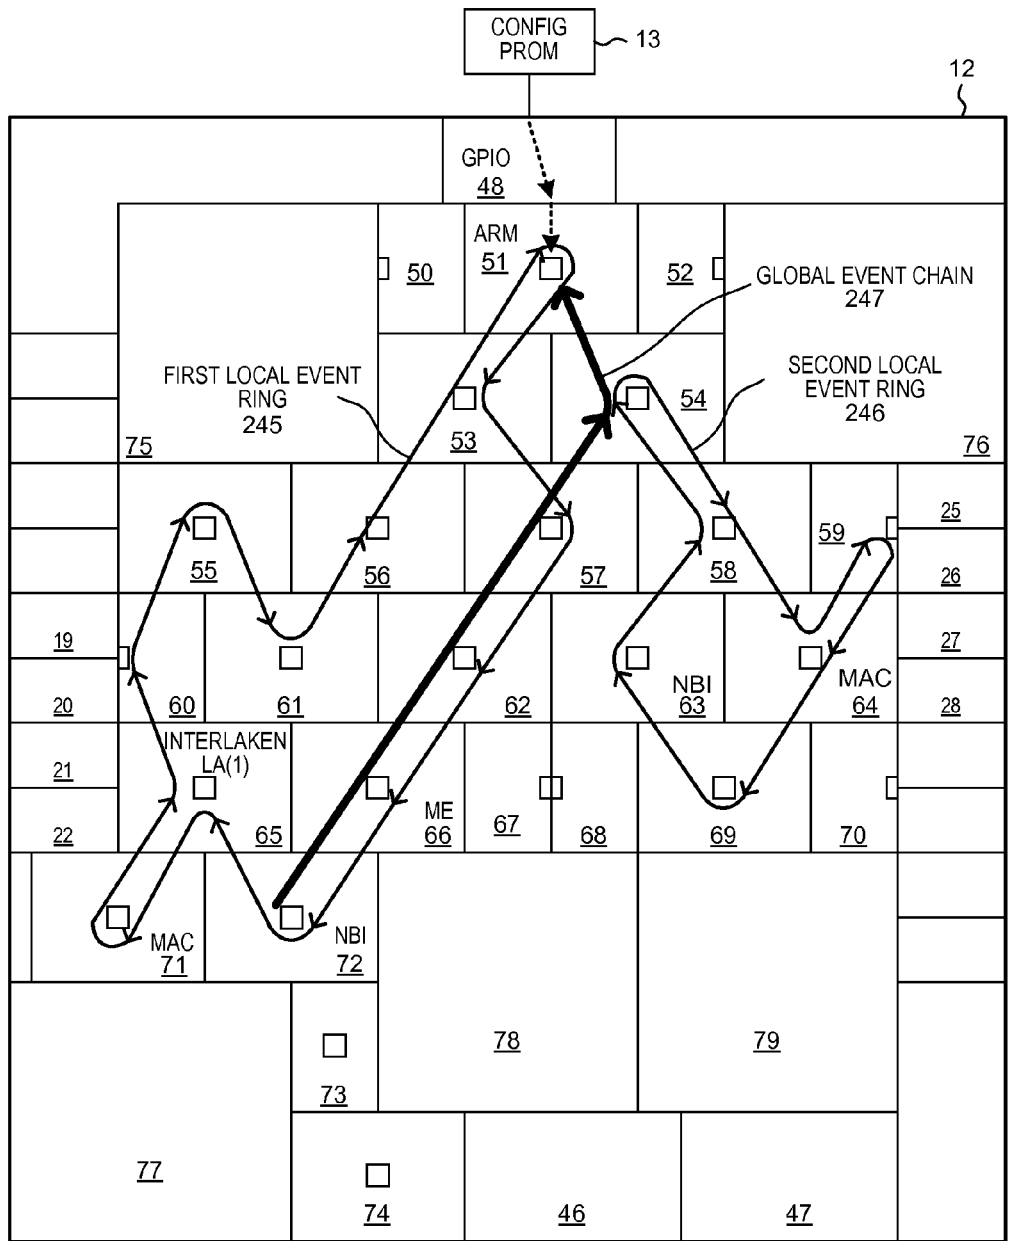 CONFIG
PROM
13
12
GPIO
48
ARM
51
50
52
GLOBAL EVENT CHAIN
247
FIRST LOCAL EVENT
RING
245
SECOND LOCAL
EVENT RING
246
54
53
75
76
25
59
55
56
57
58
26
19
27
NBI
MAC
20
60
61
62
63
64
28
INTERLAKEN
LA(1)
21
ME
22
65
66
67
68
69
70
MAC
71
NBI
72
78
79
73
77
74
46
47